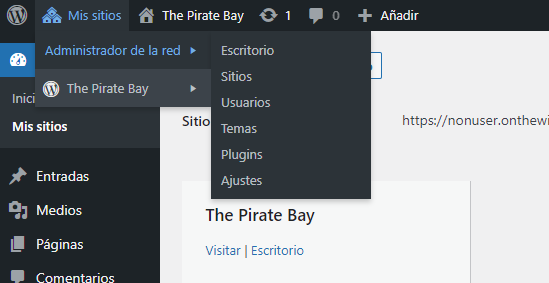 Mis sitios The Pirate Bay 1 0 + Añadir
Administrador de la red
The Pirate Bay
Escritorio
Sitios
Usuarios
Temas
Plugins
Ajustes
Inici
Mis sitios
Entradas
Medios
Páginas
Comentarios
Sitio
https://nonuser.onthewi
The Pirate Bay
Visitar | Escritorio